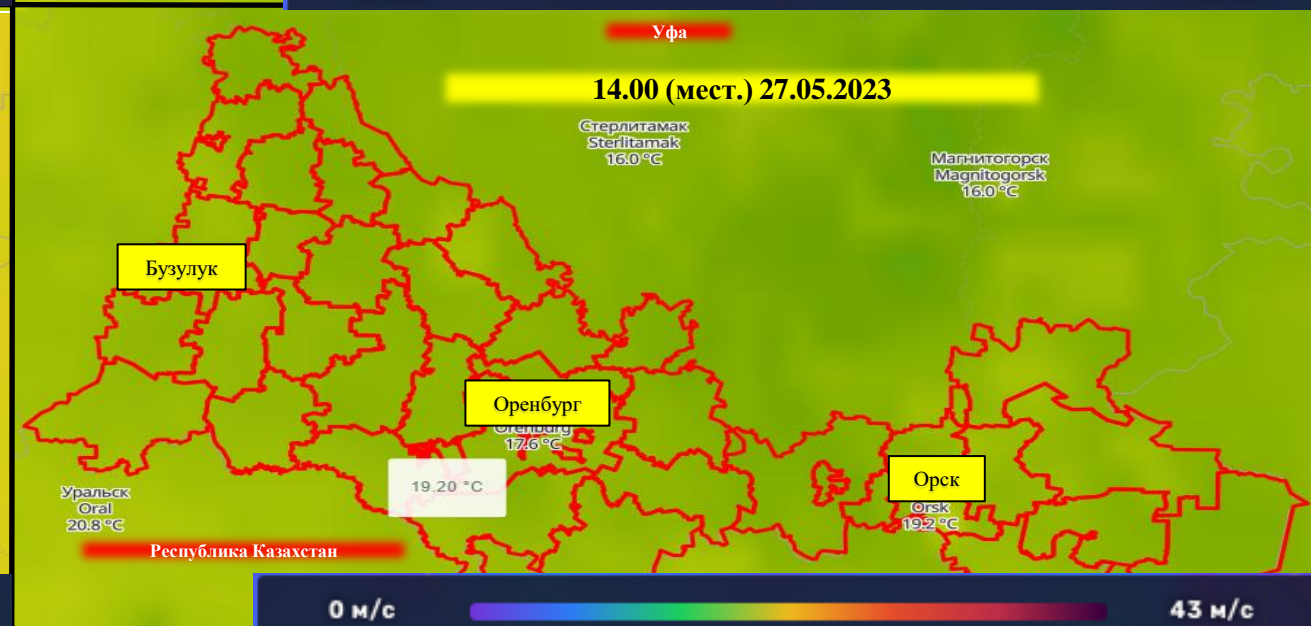 Уфа
14.00 (мест.) 27.05.2023
Стерлитамак
Sterlitamak
16.0 °C
Магнитогорск
Magnitogorsk
16.0 °C
Бузулук
Оренбург
Orenburg
17.6 °C
19.20 °C
Орск
Orsk
19.2 °C
Уральск
Oral
20.8 °C
Республика Казахстан
0 м/с
43 м/с